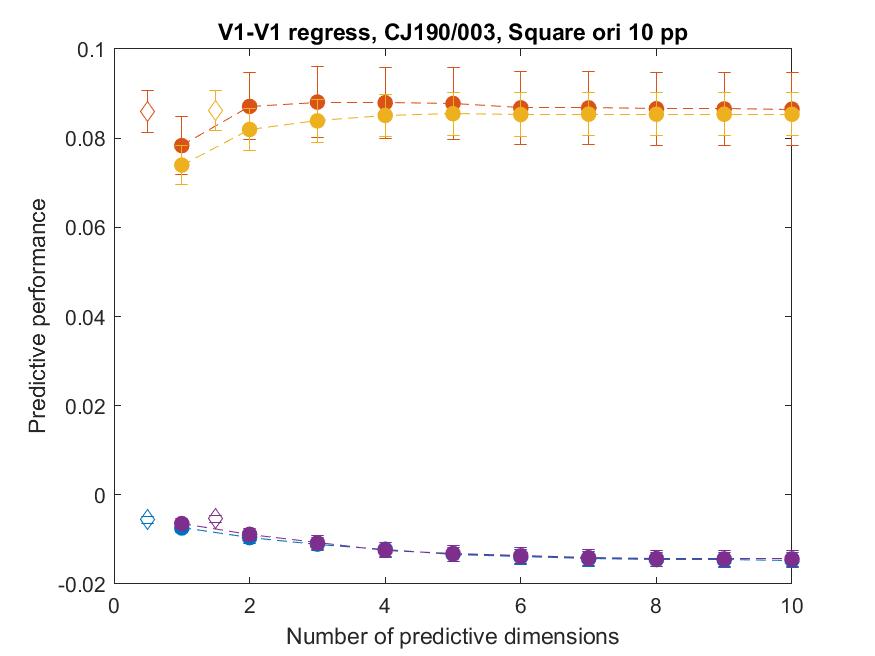 V1-V1 regress, CJ190/003, Square ori 10 pp
0.1
0.08
0.06
0.04
0.02
0
-0.02
Predictive performance
0 2 4 6 8 10
Number of predictive dimensions